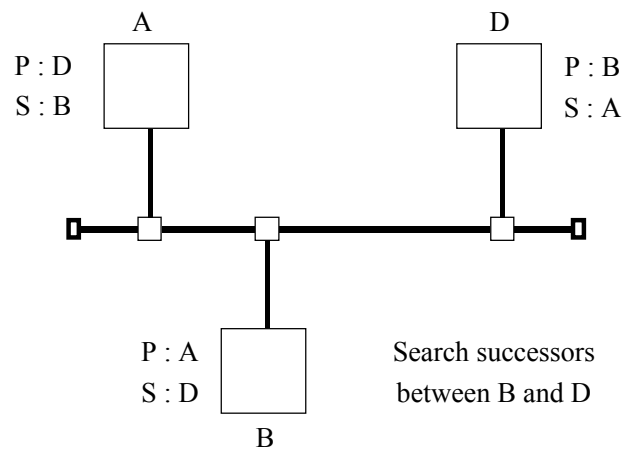 A
D
P : D
S : B
P : B
S : A
P : A
S : D
Search successors
between B and D
B